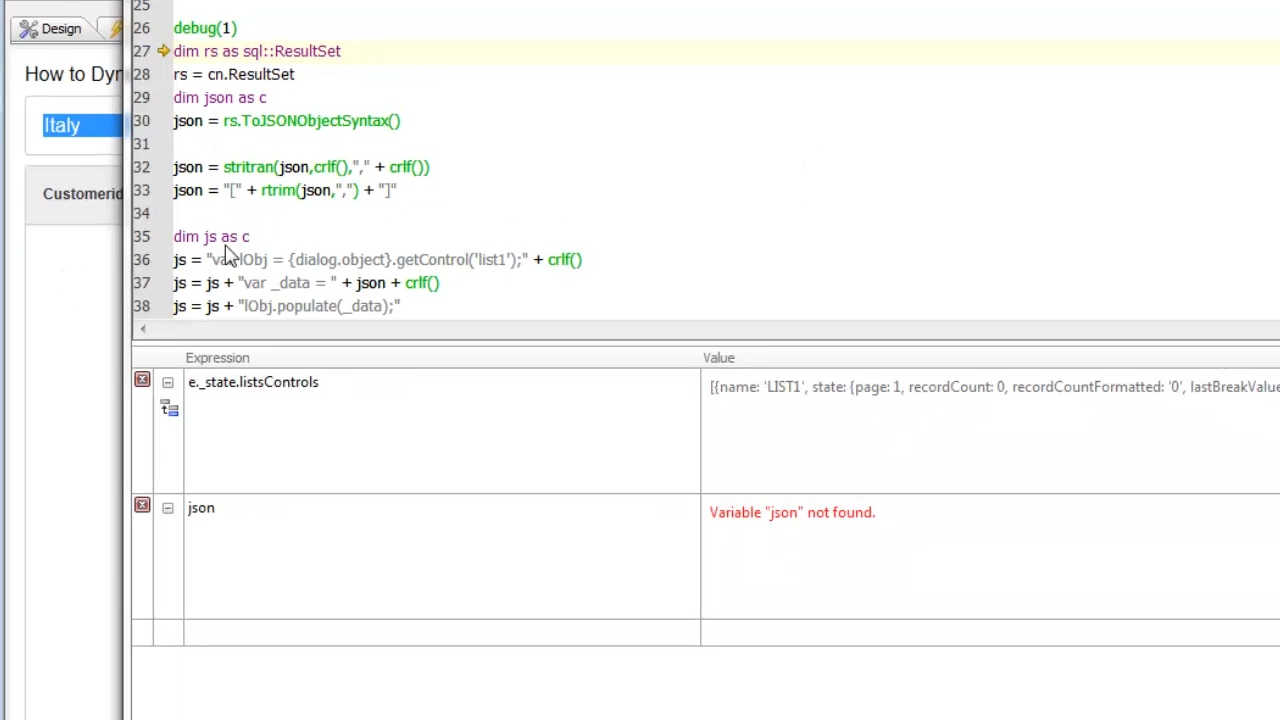 Design
How to Dyn
Italy
Customerid
25
26 debug(1)
27 dim rs as sql::ResultSet
28 rs = cn.ResultSet
29 dim json as c
30 json = rs.ToJSONObjectSyntax()
31
32 json = stritran(json,crlf(),"," + crlf())
33 json = "[" + rtrim(json,",") + "]"
34
35 dim js as c
36 js = "var lObj = {dialog.object}.getControl('list1');" + crlf()
37 js = js + "var _data = " + json + crlf()
38 js = js + "lObj.populate(_data);"
Expression Value
e._state.listsControls [{name: 'LIST1', state: {page: 1, recordCount: 0, recordCountFormatted: '0', lastBreakValue
json Variable "json" not found.